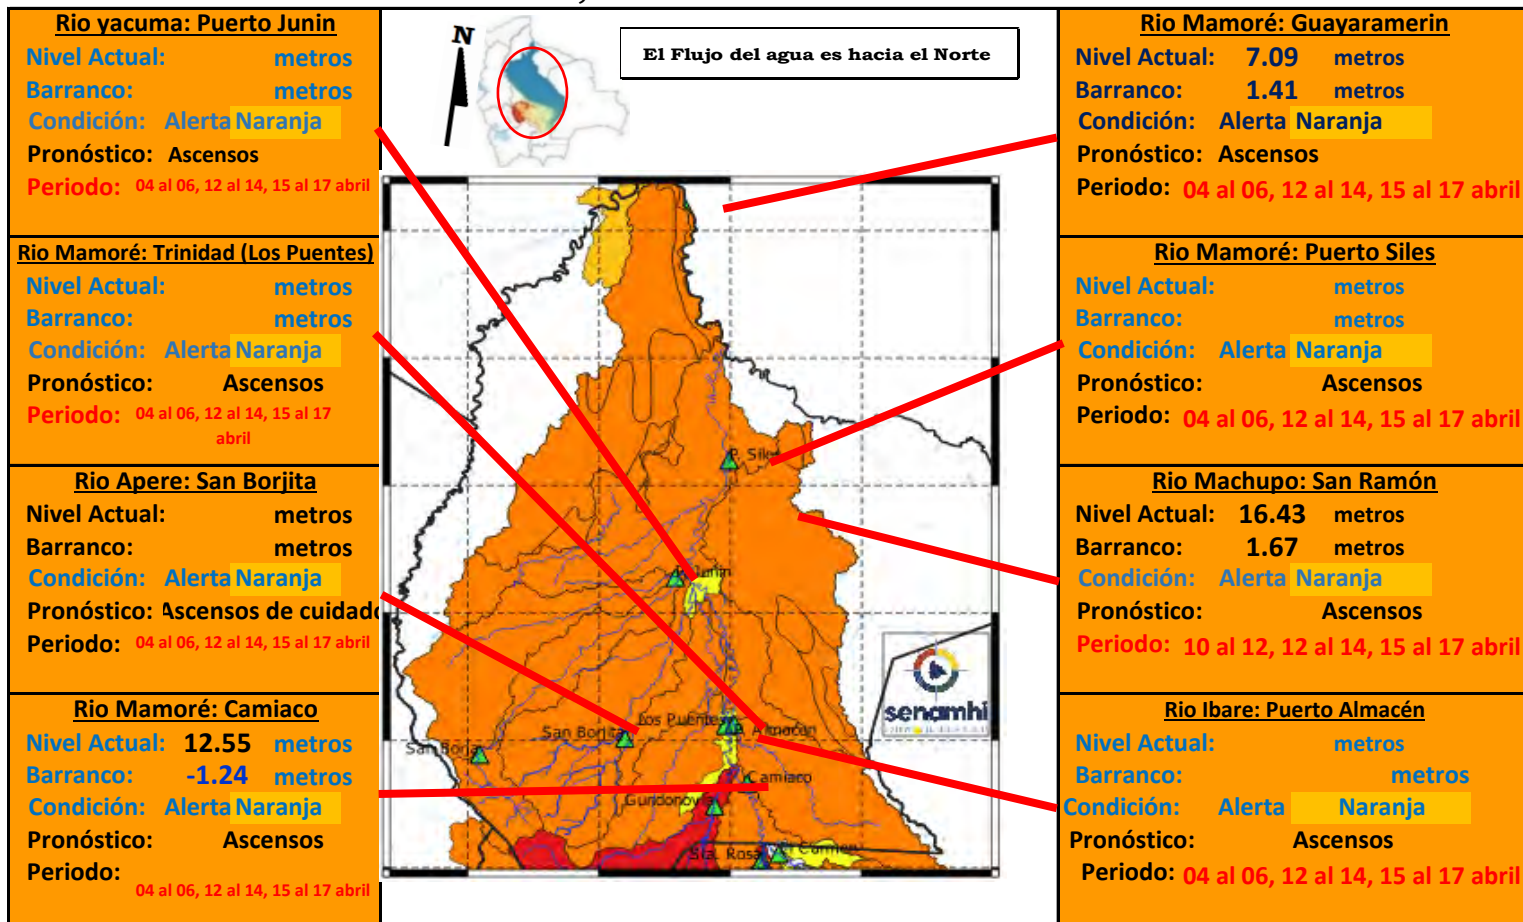 Rio yacuma: Puerto Junin
Nivel Actual: metros
Barranco: metros
Condición: Alerta Naranja
Pronóstico: Ascensos
Periodo: 04 al 06, 12 al 14, 15 al 17 abril
Rio Mamoré: Trinidad (Los Puentes)
Nivel Actual: metros
Barranco: metros
Condición: Alerta Naranja
Pronóstico: Ascensos
Periodo: 04 al 06, 12 al 14, 15 al 17
abril
Rio Apere: San Borjita
Nivel Actual: metros
Barranco: metros
Condición: Alerta Naranja
Pronóstico: Ascensos de cuidado
Periodo: 04 al 06, 12 al 14, 15 al 17 abril
Rio Mamoré: Camiaco
Nivel Actual: 12.55 metros
Barranco: -1.24 metros
Condición: Alerta Naranja
Pronóstico: Ascensos
Periodo:
04 al 06, 12 al 14, 15 al 17 abril
N
El Flujo del agua es hacia el Norte
P. Siles
Junin
Los Puentes
P. Almacén
San Borjita
San Borja
Camiaco
Gundonovia
Sta. Rosa
El Carmen
senamhi
Rio Mamoré: Guayaramerin
Nivel Actual: 7.09 metros
Barranco: 1.41 metros
Condición: Alerta Naranja
Pronóstico: Ascensos
Periodo: 04 al 06, 12 al 14, 15 al 17 abril
Rio Mamoré: Puerto Siles
Nivel Actual: metros
Barranco: metros
Condición: Alerta Naranja
Pronóstico: Ascensos
Periodo: 04 al 06, 12 al 14, 15 al 17 abril
Rio Machupo: San Ramón
Nivel Actual: 16.43 metros
Barranco: 1.67 metros
Condición: Alerta Naranja
Pronóstico: Ascensos
Periodo: 10 al 12, 12 al 14, 15 al 17 abril
Rio Ibare: Puerto Almacén
Nivel Actual: metros
Barranco: metros
Condición: Alerta Naranja
Pronóstico: Ascensos
Periodo: 04 al 06, 12 al 14, 15 al 17 abril